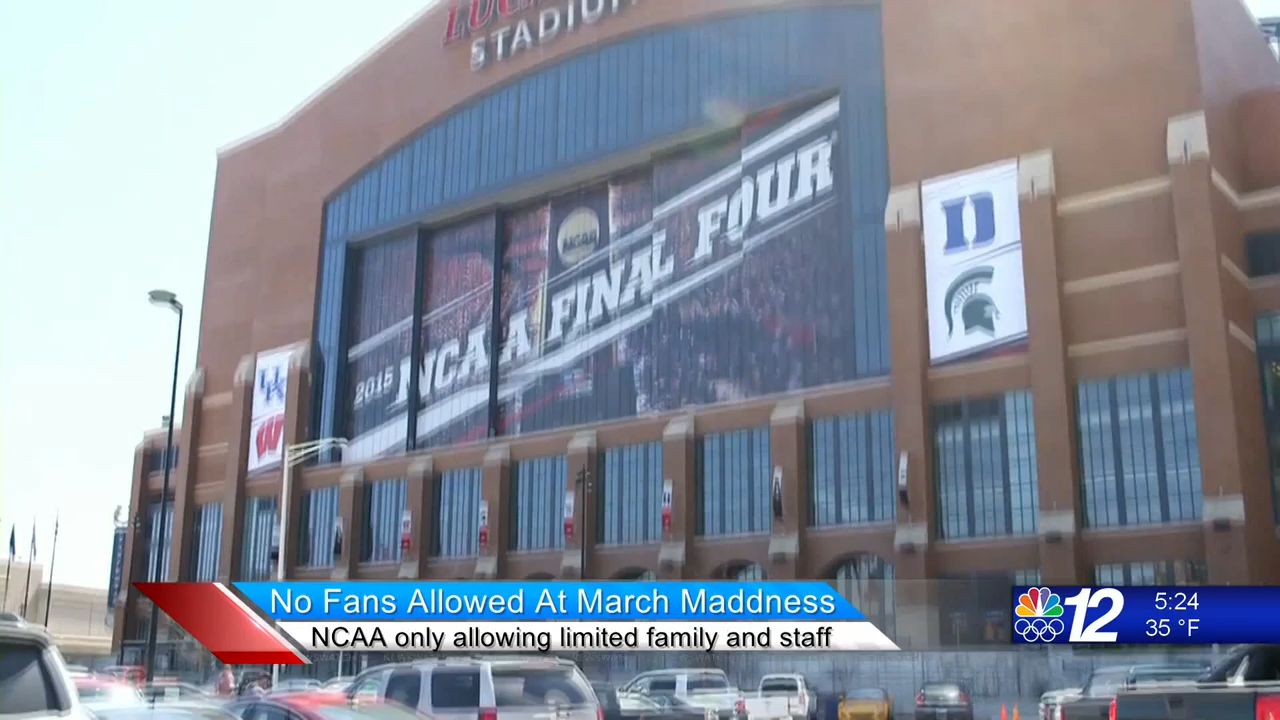 STADIUM
NCAA
2015 NCAA FINAL FOUR
D
UK
W
No Fans Allowed At March Maddness
NCAA only allowing limited family and staff
12
5:24
35 °F